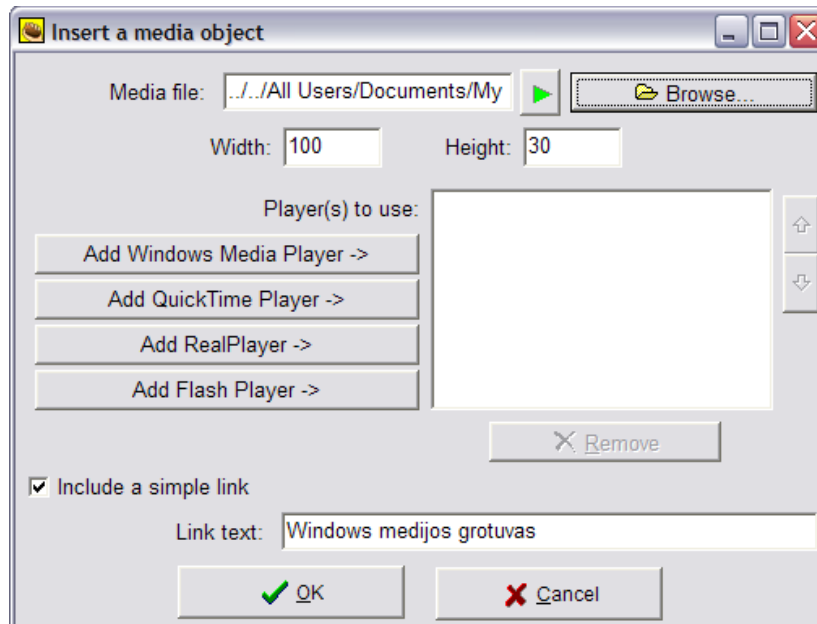 Insert a media object
Media file: ../../All Users/Documents/My Browse...
Width: 100 Height: 30
Player(s) to use:
Add Windows Media Player ->
Add QuickTime Player ->
Add RealPlayer ->
Add Flash Player ->
Remove
Include a simple link
Link text: Windows medijos grotuvas
OK Cancel